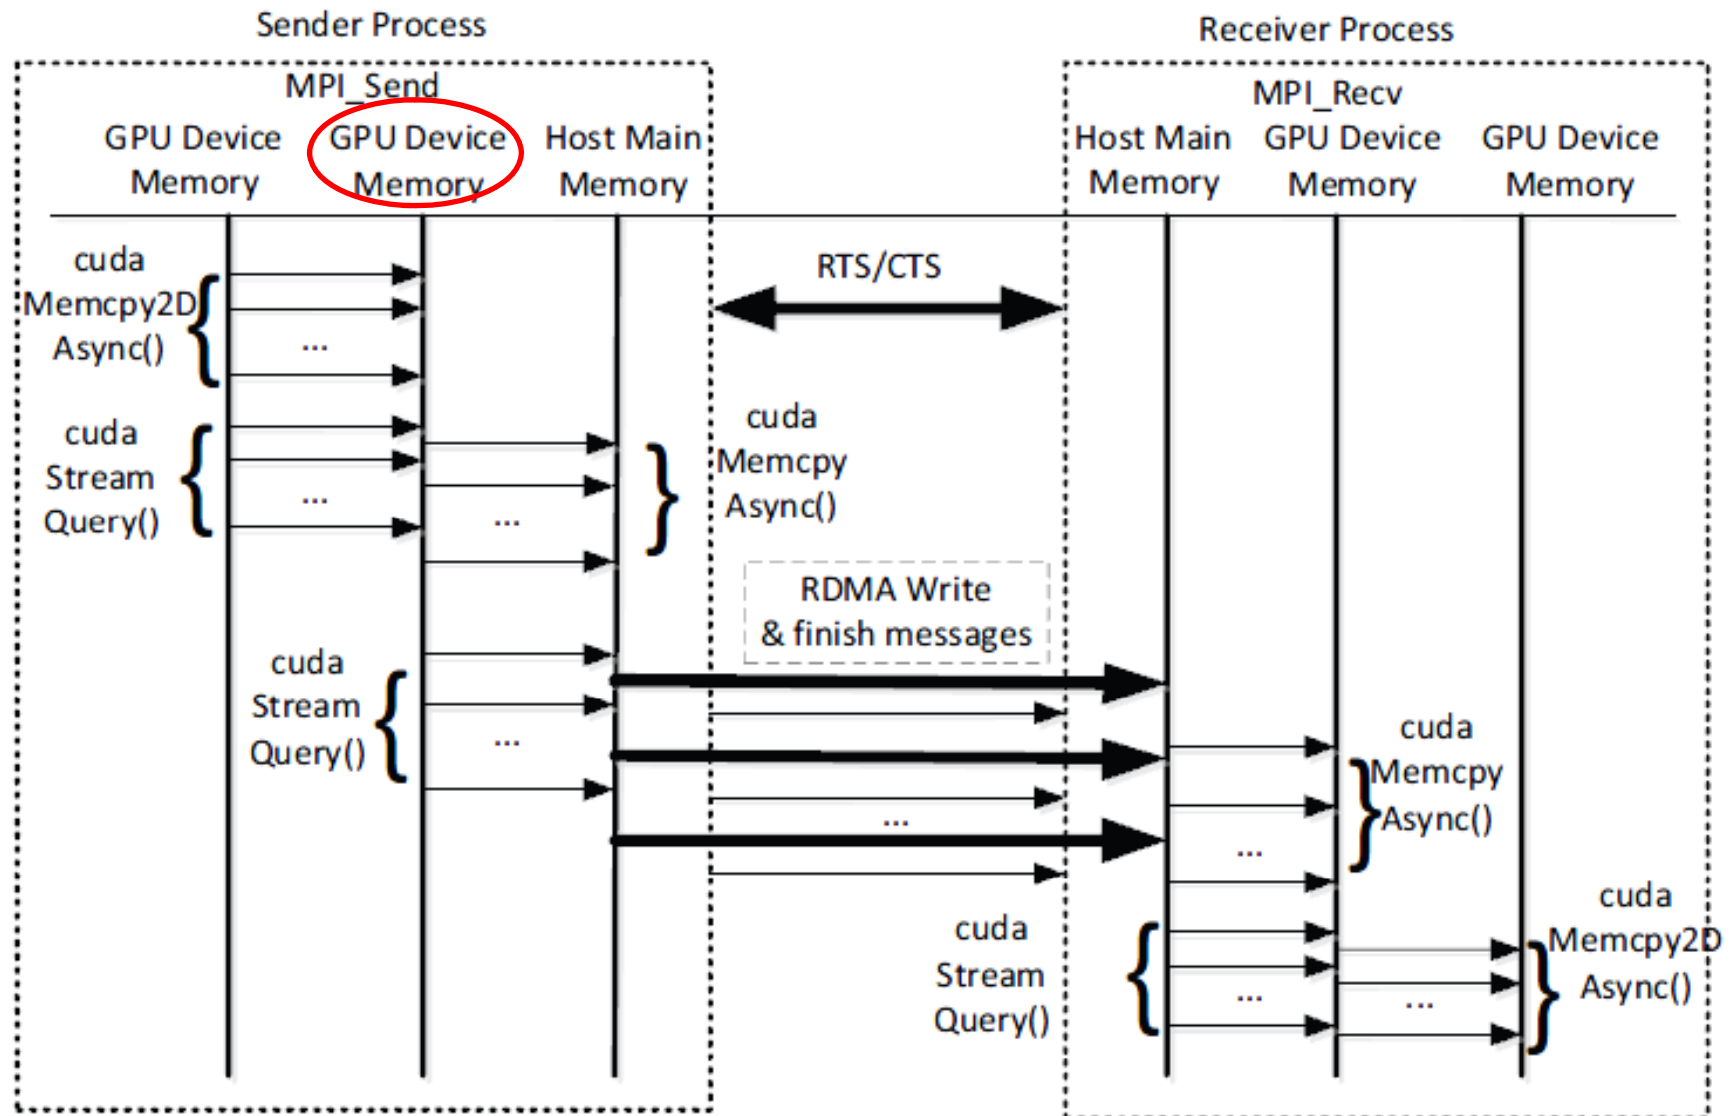 Sender Process
Receiver Process
MPI_Send
MPI_Recv
GPU Device
Memory
GPU Device
Memory
Host Main
Memory
Host Main
Memory
GPU Device
Memory
GPU Device
Memory
cuda
Memcpy2D
Async()
...
RTS/CTS
cuda
Stream
Query()
...
...
cuda
Memcpy
Async()
RDMA Write
& finish messages
cuda
Stream
Query()
...
...
cuda
Memcpy
Async()
...
cuda
Stream
Query()
...
...
cuda
Memcpy2D
Async()